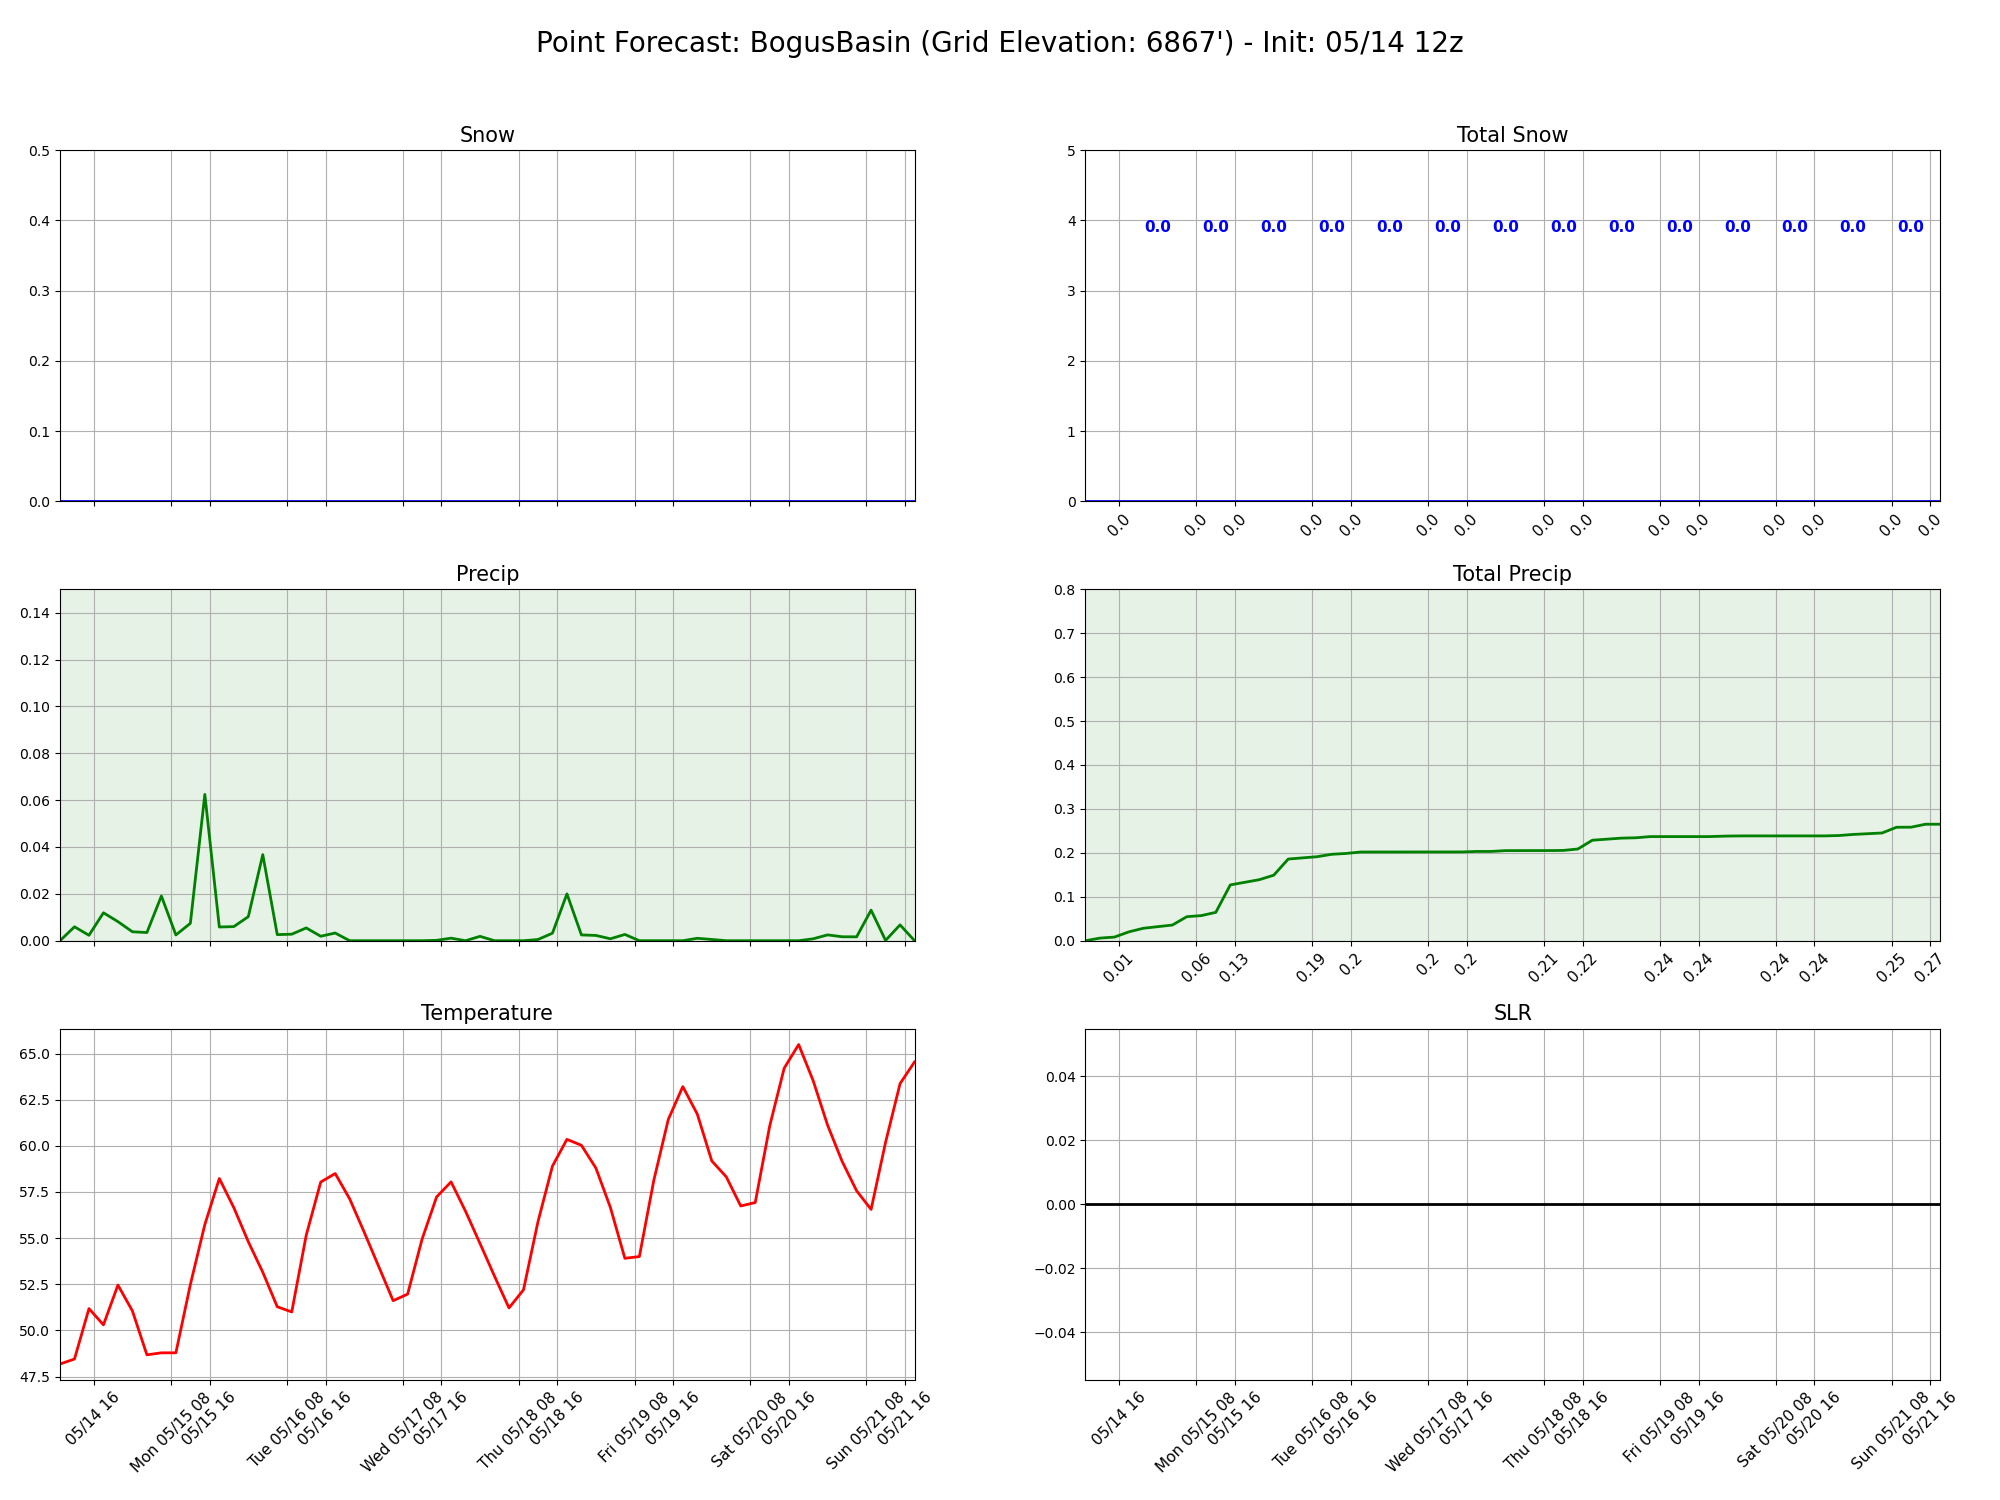 Point Forecast: BogusBasin (Grid Elevation: 6867') - Init: 05/14 12z
Snow
0.5
0.4
0.3
0.2
0.1
0.0
Total Snow
5
4
3
2
1
0
0.0 0.0 0.0 0.0 0.0 0.0 0.0 0.0 0.0 0.0 0.0 0.0 0.0 0.0
0.0 0.0 0.0 0.0 0.0 0.0 0.0 0.0 0.0 0.0 0.0 0.0 0.0 0.0 0.0
Precip
0.14
0.12
0.10
0.08
0.06
0.04
0.02
0.00
Total Precip
0.8
0.7
0.6
0.5
0.4
0.3
0.2
0.1
0.0
0.01 0.06 0.13 0.19 0.2 0.2 0.2 0.21 0.22 0.24 0.24 0.24 0.24 0.25 0.27
Temperature
65.0
62.5
60.0
57.5
55.0
52.5
50.0
47.5
05/14 16
Mon 05/15 08
05/15 16
Tue 05/16 08
05/16 16
Wed 05/17 08
05/17 16
Thu 05/18 08
05/18 16
Fri 05/19 08
05/19 16
Sat 05/20 08
05/20 16
Sun 05/21 08
05/21 16
SLR
0.04
0.02
0.00
−0.02
−0.04
05/14 16
Mon 05/15 08
05/15 16
Tue 05/16 08
05/16 16
Wed 05/17 08
05/17 16
Thu 05/18 08
05/18 16
Fri 05/19 08
05/19 16
Sat 05/20 08
05/20 16
Sun 05/21 08
05/21 16